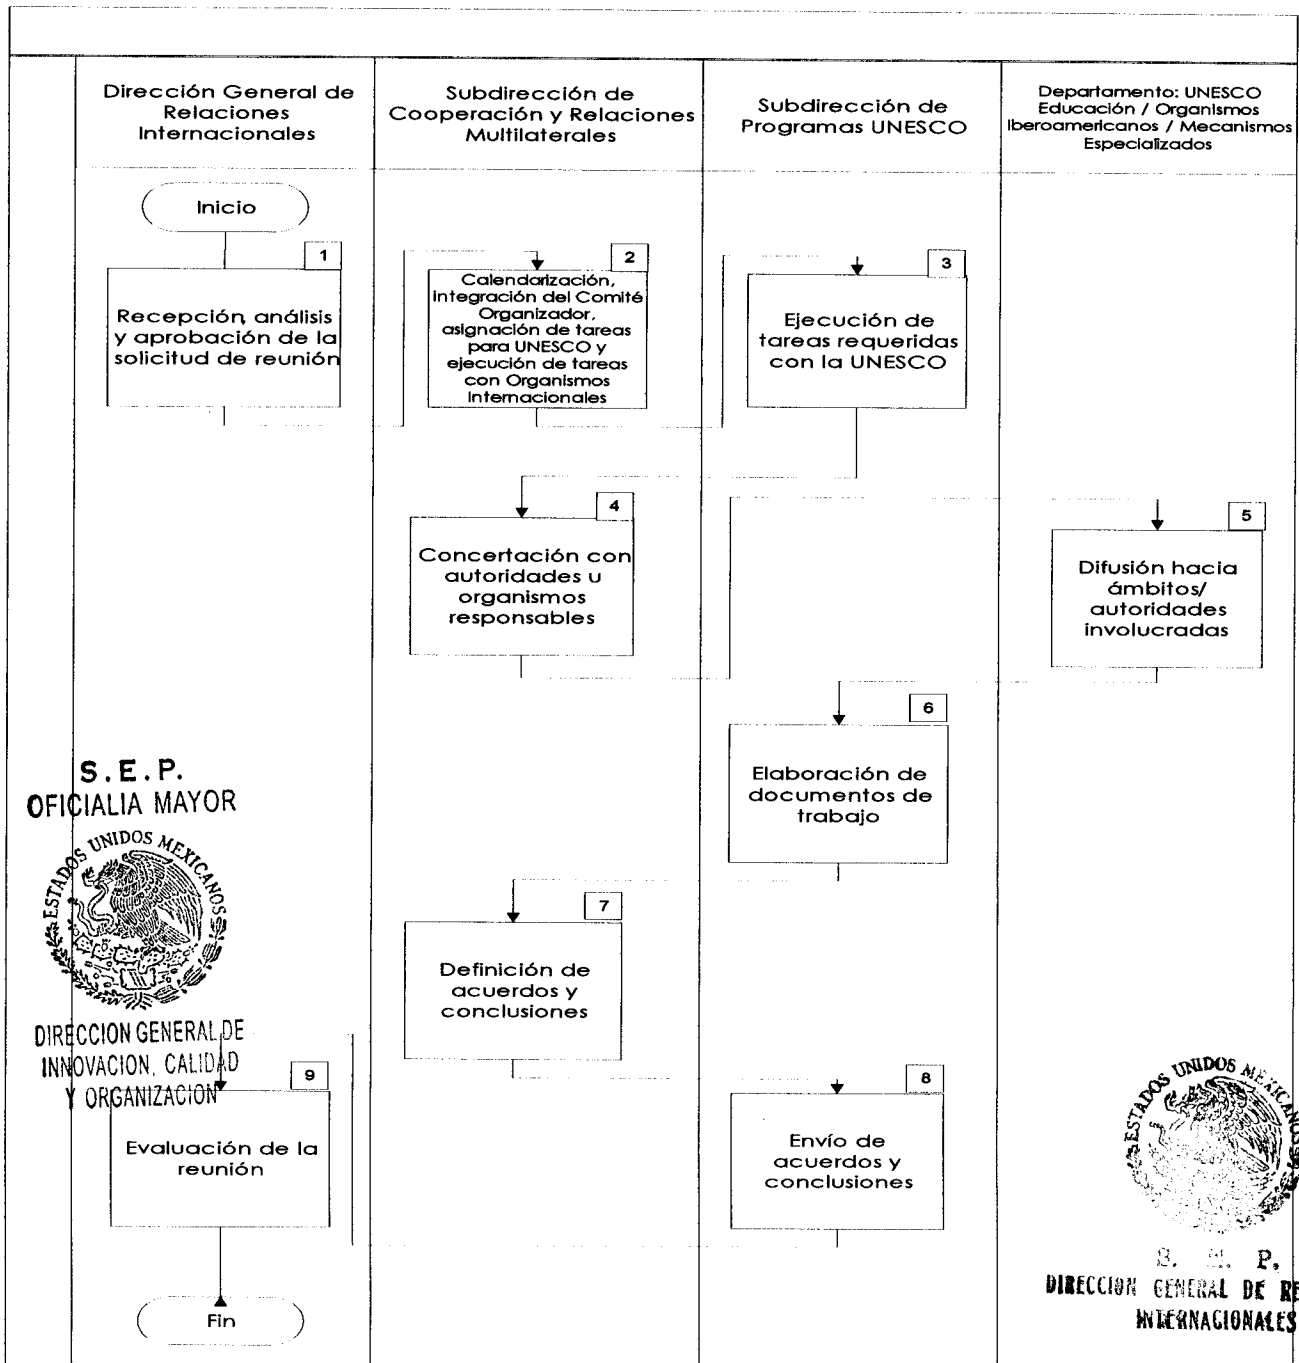 Dirección General de
Relaciones
Internacionales
Subdirección de
Cooperación y Relaciones
Multilaterales
Subdirección de
Programas UNESCO
Departamento: UNESCO
Educación / Organismos
Iberoamericanos / Mecanismos
Especializados
Inicio
1
Recepción, análisis
y aprobación de la
solicitud de reunión
2
Calendarización,
integración del Comité
Organizador,
asignación de tareas
para UNESCO y
ejecución de tareas
con Organismos
Internacionales
3
Ejecución de
tareas requeridas
con la UNESCO
4
Concertación con
autoridades u
organismos
responsables
5
Difusión hacia
ámbitos/
autoridades
involucradas
6
Elaboración de
documentos de
trabajo
S.E.P.
OFICIALIA MAYOR
ESTADOS UNIDOS MEXICANOS
DIRECCION GENERAL DE
INNOVACION, CALIDAD
Y ORGANIZACION
7
Definición de
acuerdos y
conclusiones
8
Envío de
acuerdos y
conclusiones
9
Evaluación de la
reunión
Fin
ESTADOS UNIDOS MEXICANOS
P.
DIRECCION GENERAL DE RE
INTERNACIONALES